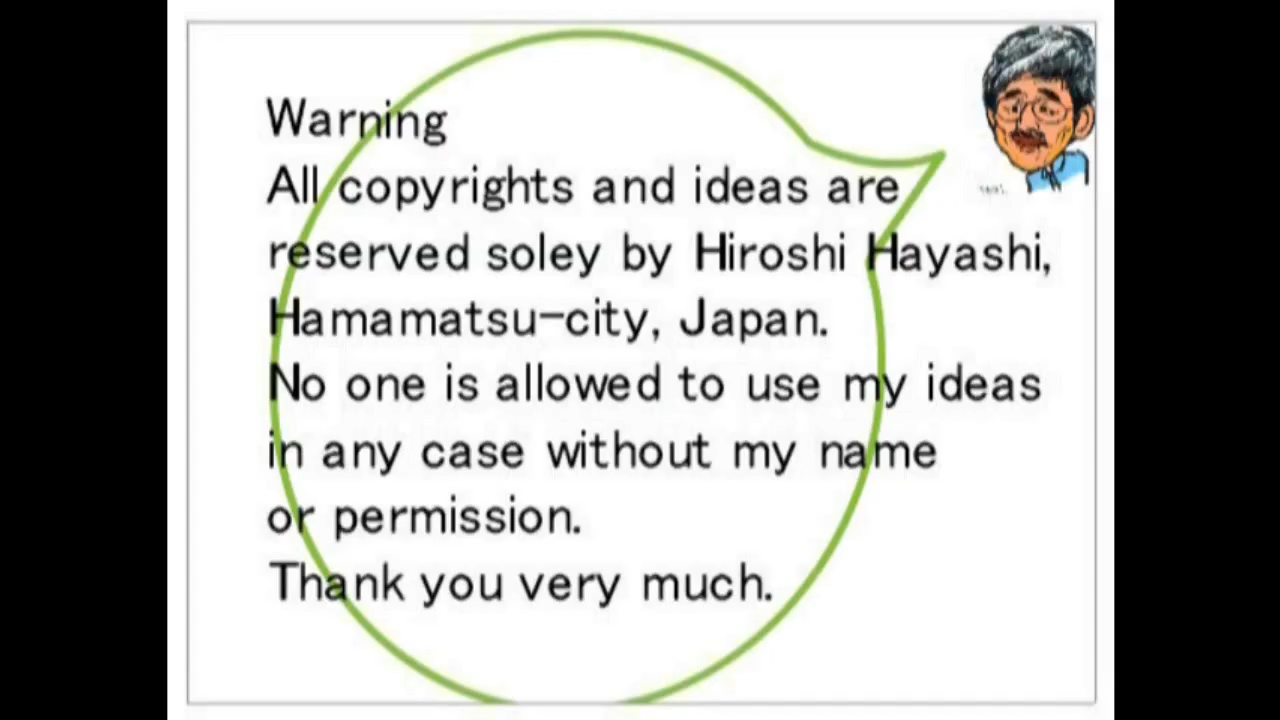 Warning
All copyrights and ideas are
reserved soley by Hiroshi Hayashi,
Hamamatsu-city, Japan.
No one is allowed to use my ideas
in any case without my name
or permission.
Thank you very much.